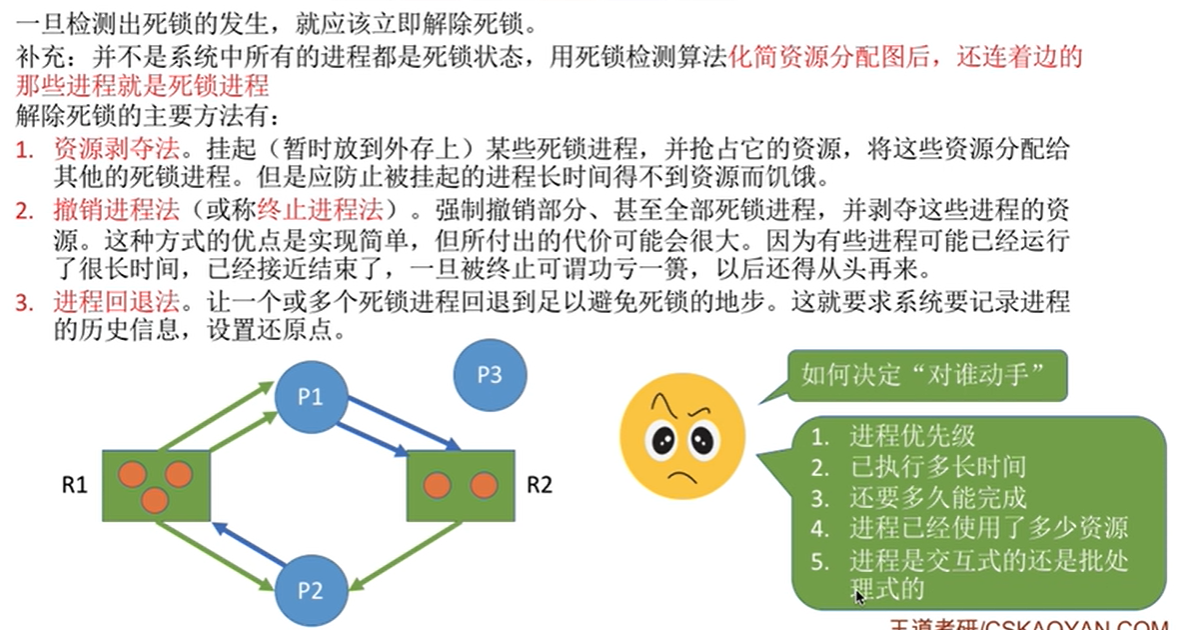 一旦检测出死锁的发生，就应该立即解除死锁。
补充：并不是系统中所有的进程都是死锁状态，用死锁检测算法化简资源分配图后，还连着边的
那些进程就是死锁进程
解除死锁的主要方法有：
1. 资源剥夺法。挂起（暂时放到外存上）某些死锁进程，并抢占它的资源，将这些资源分配给
其他的死锁进程。但是应防止被挂起的进程长时间得不到资源而饥饿。
2. 撤销进程法（或称终止进程法）。强制撤销部分、甚至全部死锁进程，并剥夺这些进程的资
源。这种方式的优点是实现简单，但所付出的代价可能会很大。因为有些进程可能已经运行
了很长时间，已经接近结束了，一旦被终止可谓功亏一篑，以后还得从头再来。
3. 进程回退法。让一个或多个死锁进程回退到足以避免死锁的地步。这就要求系统要记录进程
的历史信息，设置还原点。
P1
P3
R1
R2
P2
如何决定“对谁动手”
1. 进程优先级
2. 已执行多长时间
3. 还要多久能完成
4. 进程已经使用了多少资源
5. 进程是交互式的还是批处
理式的
王道考研/CSKAOYAN.COM